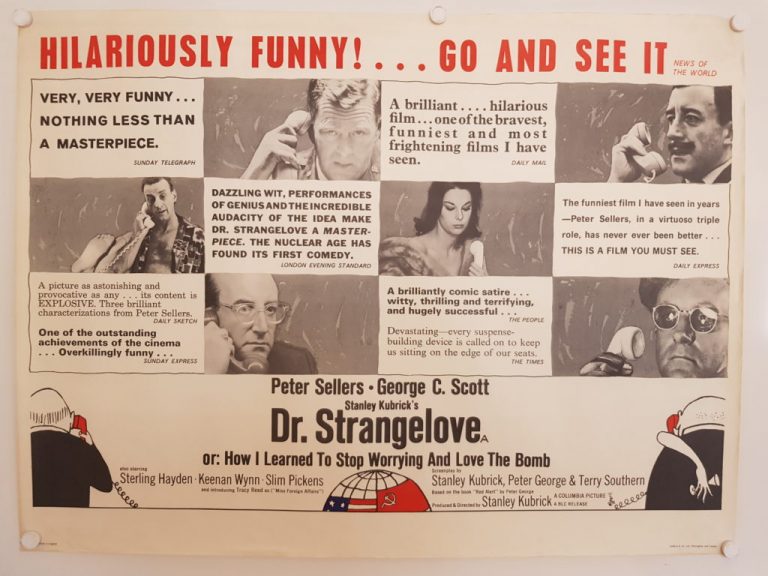 HILARIOUSLY FUNNY! . . . GO AND SEE IT
NEWS OF
THE WORLD
VERY, VERY FUNNY . . .
NOTHING LESS THAN
A MASTERPIECE.
SUNDAY TELEGRAPH
A brilliant . . . . hilarious
film . . . one of the bravest,
funniest and most
frightening films I have
seen.
DAILY MAIL
DAZZLING WIT, PERFORMANCES
OF GENIUS AND THE INCREDIBLE
AUDACITY OF THE IDEA MAKE
DR. STRANGELOVE A MASTER-
PIECE. THE NUCLEAR AGE HAS
FOUND ITS FIRST COMEDY.
LONDON EVENING STANDARD
The funniest film I have seen in years
—Peter Sellers, in a virtuoso triple
role, has never ever been better . . .
THIS IS A FILM YOU MUST SEE.
DAILY EXPRESS
A picture as astonishing and
provocative as any . . . its content is
EXPLOSIVE. Three brilliant
characterizations from Peter Sellers.
DAILY SKETCH
One of the outstanding
achievements of the cinema
. . . Overkillingly funny . . .
SUNDAY EXPRESS
A brilliantly comic satire . . .
witty, thrilling and terrifying,
and hugely successful . . .
THE PEOPLE
Devastating—every suspense-
building device is called on to keep
us sitting on the edge of our seats.
THE TIMES
Peter Sellers · George C. Scott
Stanley Kubrick's
Dr. Strangelove A
or: How I Learned To Stop Worrying And Love The Bomb
also starring
Sterling Hayden · Keenan Wynn · Slim Pickens
and introducing Tracy Reed as ("Miss Foreign Affairs")
Screenplay by
Stanley Kubrick, Peter George & Terry Southern
Based on the book "Red Alert" by Peter George
Produced & Directed by Stanley Kubrick
A COLUMBIA PICTURE
A BLC RELEASE